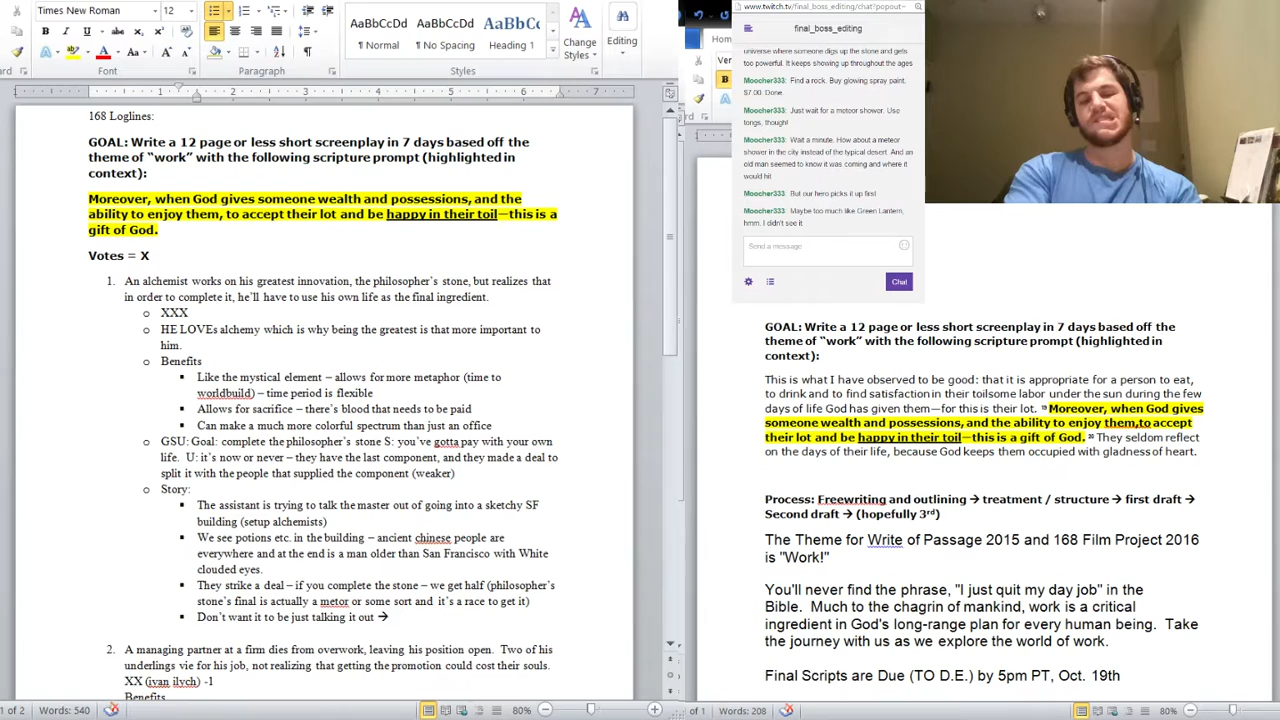 Times New Roman
12
AaBbCcDd
AaBbCcDd
AaBbCc
¶ Normal
¶ No Spacing
Heading 1
Change
Styles
Editing
Font
Paragraph
Styles
1
2
3
4
5
6
7
168 Loglines:
GOAL: Write a 12 page or less short screenplay in 7 days based off the
theme of “work” with the following scripture prompt (highlighted in
context):
Moreover, when God gives someone wealth and possessions, and the
ability to enjoy them, to accept their lot and be happy in their toil—this is a
gift of God.
Votes = X
1. An alchemist works on his greatest innovation, the philosopher’s stone, but realizes that
in order to complete it, he’ll have to use his own life as the final ingredient.
o XXX
o HE LOVEs alchemy which is why being the greatest is that more important to
him.
o Benefits
▪ Like the mystical element – allows for more metaphor (time to
worldbuild) – time period is flexible
▪ Allows for sacrifice – there’s blood that needs to be paid
▪ Can make a much more colorful spectrum than just an office
o GSU: Goal: complete the philosopher’s stone S: you’ve gotta pay with your own
life. U: it’s now or never – they have the last component, and they made a deal to
split it with the people that supplied the component (weaker)
o Story:
▪ The assistant is trying to talk the master out of going into a sketchy SF
building (setup alchemists)
▪ We see potions etc. in the building – ancient chinese people are
everywhere and at the end is a man older than San Francisco with White
clouded eyes.
▪ They strike a deal – if you complete the stone – we get half (philosopher’s
stone’s final is actually a metor or some sort and it’s a race to get it)
▪ Don’t want it to be just talking it out →
2. A managing partner at a firm dies from overwork, leaving his position open. Two of his
underlings vie for his job, not realizing that getting the promotion could cost their souls.
XX (ivan ilych) -1
Benefits
1 of 2
Words: 540
80%
www.twitch.tv/final_boss_editing/chat?popout=
final_boss_editing
universe where someone digs up the stone and gets
too powerful. It keeps showing up throughout the ages
Moocher333: Find a rock. Buy glowing spray paint.
$7.00. Done.
Moocher333: Just wait for a meteor shower. Use
tongs, though!
Moocher333: Wait a minute. How about a meteor
shower in the city instead of the typical desert. And an
old man seemed to know it was coming and where it
would hit
Moocher333: But our hero picks it up first
Moocher333: Maybe too much like Green Lantern,
hmm. I didn't see it
Send a message
Chat
GOAL: Write a 12 page or less short screenplay in 7 days based off the
theme of “work” with the following scripture prompt (highlighted in
context):
This is what I have observed to be good: that it is appropriate for a person to eat,
to drink and to find satisfaction in their toilsome labor under the sun during the few
days of life God has given them—for this is their lot. 19 Moreover, when God gives
someone wealth and possessions, and the ability to enjoy them,to accept
their lot and be happy in their toil—this is a gift of God. 20 They seldom reflect
on the days of their life, because God keeps them occupied with gladness of heart.
Process: Freewriting and outlining → treatment / structure → first draft →
Second draft → (hopefully 3rd)
The Theme for Write of Passage 2015 and 168 Film Project 2016
is "Work!"
You'll never find the phrase, "I just quit my day job" in the
Bible. Much to the chagrin of mankind, work is a critical
ingredient in God's long-range plan for every human being. Take
the journey with us as we explore the world of work.
Final Scripts are Due (TO D.E.) by 5pm PT, Oct. 19th
of 1
Words: 208
80%